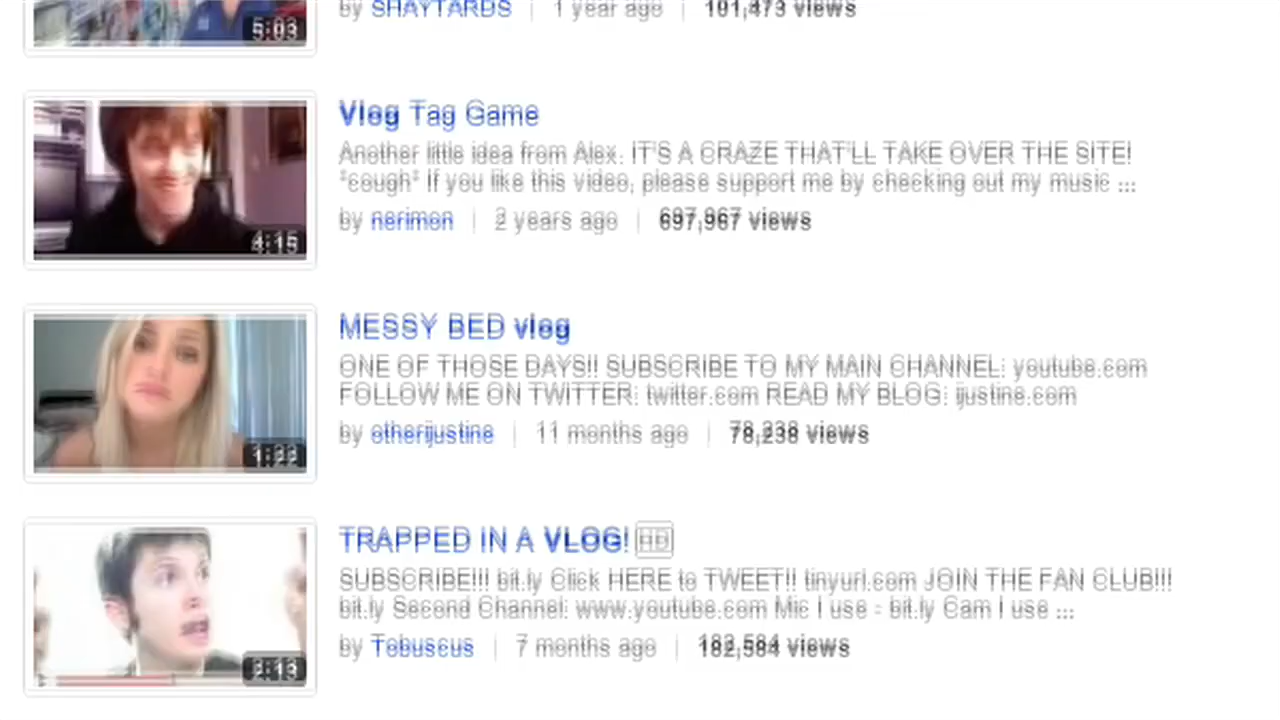 by SHAYTARDS | 1 year ago | 101,473 views
5:03
Vlog Tag Game
Another little idea from Alex. IT'S A CRAZE THAT'LL TAKE OVER THE SITE!
*cough* If you like this video, please support me by checking out my music ...
by nerimon | 2 years ago | 697,967 views
4:15
MESSY BED vlog
ONE OF THOSE DAYS!! SUBSCRIBE TO MY MAIN CHANNEL: youtube.com
FOLLOW ME ON TWITTER: twitter.com READ MY BLOG: ijustine.com
by otherijustine | 11 months ago | 78,238 views
1:22
TRAPPED IN A VLOG! HD
SUBSCRIBE!!! bit.ly Click HERE to TWEET!! tinyurl.com JOIN THE FAN CLUB!!!
bit.ly Second Channel: www.youtube.com Mic I use - bit.ly Cam I use ...
by Tobuscus | 7 months ago | 182,584 views
2:13